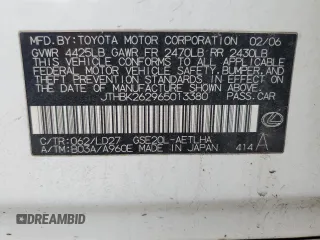 MFD.BY: TOYOTA MOTOR CORPORATION 02/06
GVWR 4425LB GAWR FR 2470LB RR 2430LB
THIS VEHICLE CONFORMS TO ALL APPLICABLE
FEDERAL MOTOR VEHICLE SAFETY, BUMPER, AND
THEFT PREVENTION STANDARDS IN EFFECT ON
THE DATE OF MANUFACTURE SHOWN ABOVE.
JTHBK262965013380 PASS.CAR
C/TR: 062/LD27 GSE20L-AETLHA
A/TM: B03A/A960E MADE IN JAPAN 414 A
© DIIIWARD